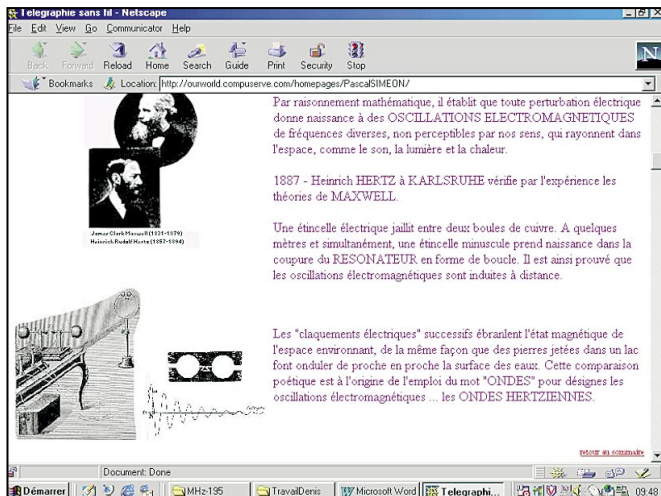 Telegraphie sans fil - Netscape
File Edit View Go Communicator Help
Back Forward Reload Home Search Guide Print Security Stop
N
Bookmarks Location: http://ourworld.compuserve.com/homepages/PascalSIMEON/
Par raisonnement mathématique, il établit que toute perturbation électrique
donne naissance à des OSCILLATIONS ELECTROMAGNETIQUES
de fréquences diverses, non perceptibles par nos sens, qui rayonnent dans
l'espace, comme le son, la lumière et la chaleur.
1887 - Heinrich HERTZ à KARLSRUHE vérifie par l'expérience les
théories de MAXWELL.
James Clark Maxwell (1831-1879)
Heinrich Rudolf Hertz (1857-1894)
Une étincelle électrique jaillit entre deux boules de cuivre. A quelques
mètres et simultanément, une étincelle minuscule prend naissance dans la
coupure du RESONATEUR en forme de boucle. Il est ainsi prouvé que
les oscillations électromagnétiques sont induites à distance.
Les "claquements électriques" successifs ébranlent l'état magnétique de
l'espace environnant, de la même façon que des pierres jetées dans un lac
font onduler de proche en proche la surface des eaux. Cette comparaison
poétique est à l'origine de l'emploi du mot "ONDES" pour désignes les
oscillations électromagnétiques ... les ONDES HERTZIENNES.
retour au sommaire
Document: Done
Démarrer MHz-195 TravailDenis Microsoft Word Telegraphi... 09:48